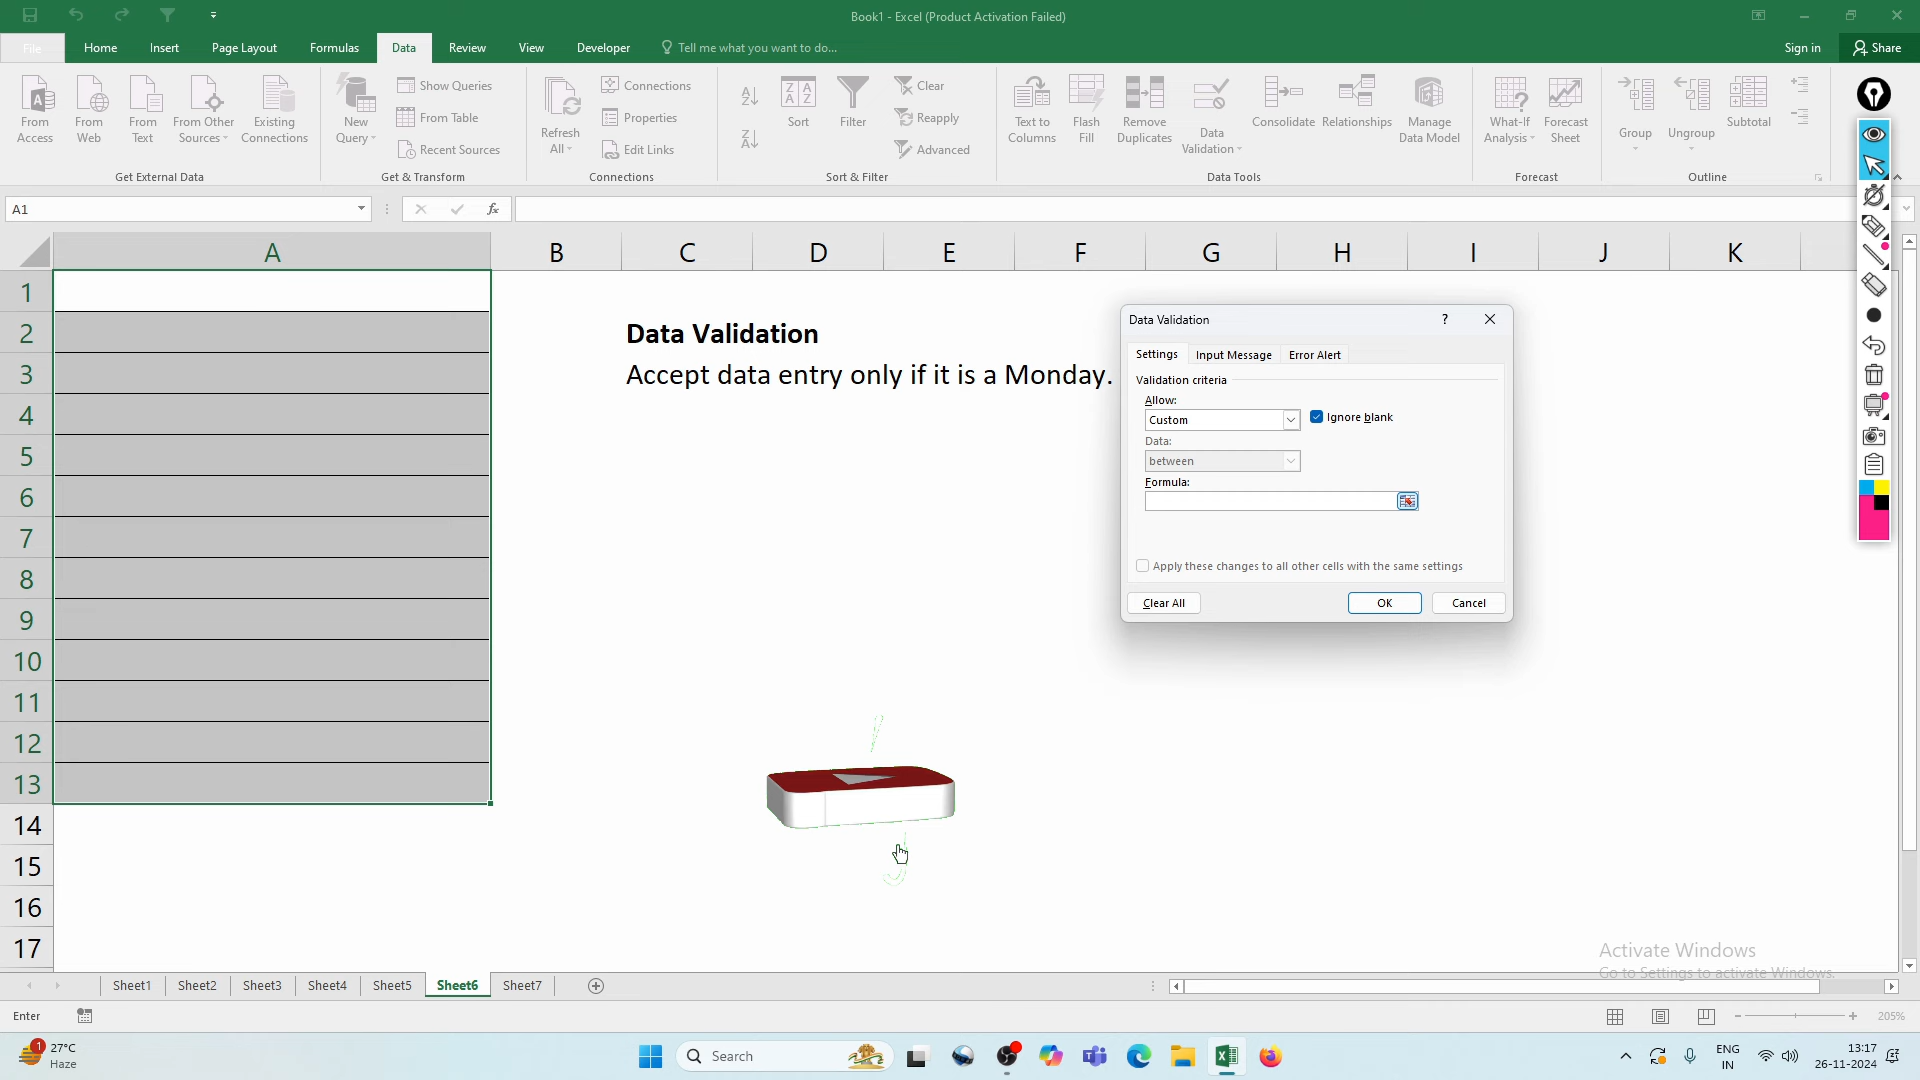 Book1 - Excel (Product Activation Failed)
File Home Insert Page Layout Formulas Data Review View Developer Tell me what you want to do... Sign in Share
From Access
From Web
From Text
From Other Sources
Existing Connections
Get External Data
New Query
Show Queries
From Table
Recent Sources
Get & Transform
Refresh All
Connections
Properties
Edit Links
Connections
Sort
Filter
Clear
Reapply
Advanced
Sort & Filter
Text to Columns
Flash Fill
Remove Duplicates
Data Validation
Consolidate
Relationships
Manage Data Model
Data Tools
What-If Analysis
Forecast Sheet
Forecast
Group
Ungroup
Subtotal
Outline
A1
fx
A B C D E F G H I J K
1
2
3
4
5
6
7
8
9
10
11
12
13
14
15
16
17
Data Validation
Accept data entry only if it is a Monday.
Data Validation
?
Settings Input Message Error Alert
Validation criteria
Allow:
Custom
Ignore blank
Data:
between
Formula:
Apply these changes to all other cells with the same settings
Clear All OK Cancel
Activate Windows
Go to Settings to activate Windows.
Sheet1 Sheet2 Sheet3 Sheet4 Sheet5 Sheet6 Sheet7
Enter
205%
1
27°C
Haze
Search
ENG
IN
13:17
26-11-2024